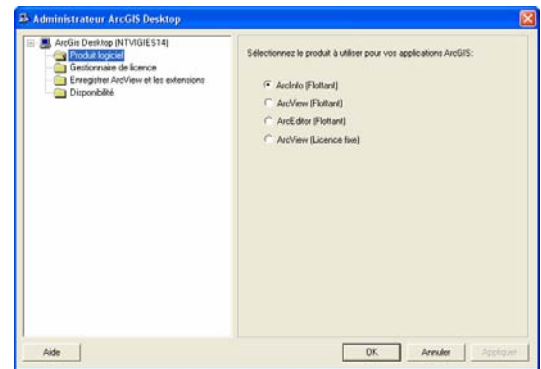 Administrateur ArcGIS Desktop
ArcGis Desktop (NTVIGIES14)
Produit logiciel
Gestionnaire de licence
Enregistrer ArcView et les extensions
Disponibilité
Sélectionnez le produit à utiliser pour vos applications ArcGIS:
ArcInfo (Flottant)
ArcView (Flottant)
ArcEditor (Flottant)
ArcView (Licence fixe)
Aide
OK
Annuler
Appliquer